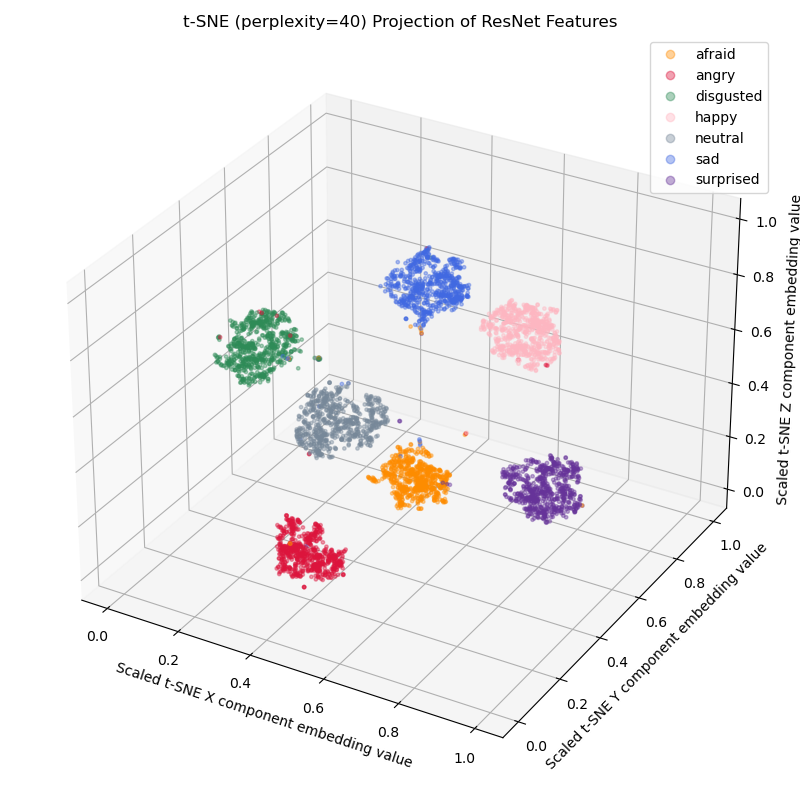 t-SNE (perplexity=40) Projection of ResNet Features
afraid
angry
disgusted
happy
neutral
sad
surprised
1.0
0.8
0.6
0.4
0.2
0.0
Scaled t-SNE Z component embedding value
0.0
0.2
0.4
0.6
0.8
1.0
Scaled t-SNE X component embedding value
0.0
0.2
0.4
0.6
0.8
1.0
Scaled t-SNE Y component embedding value